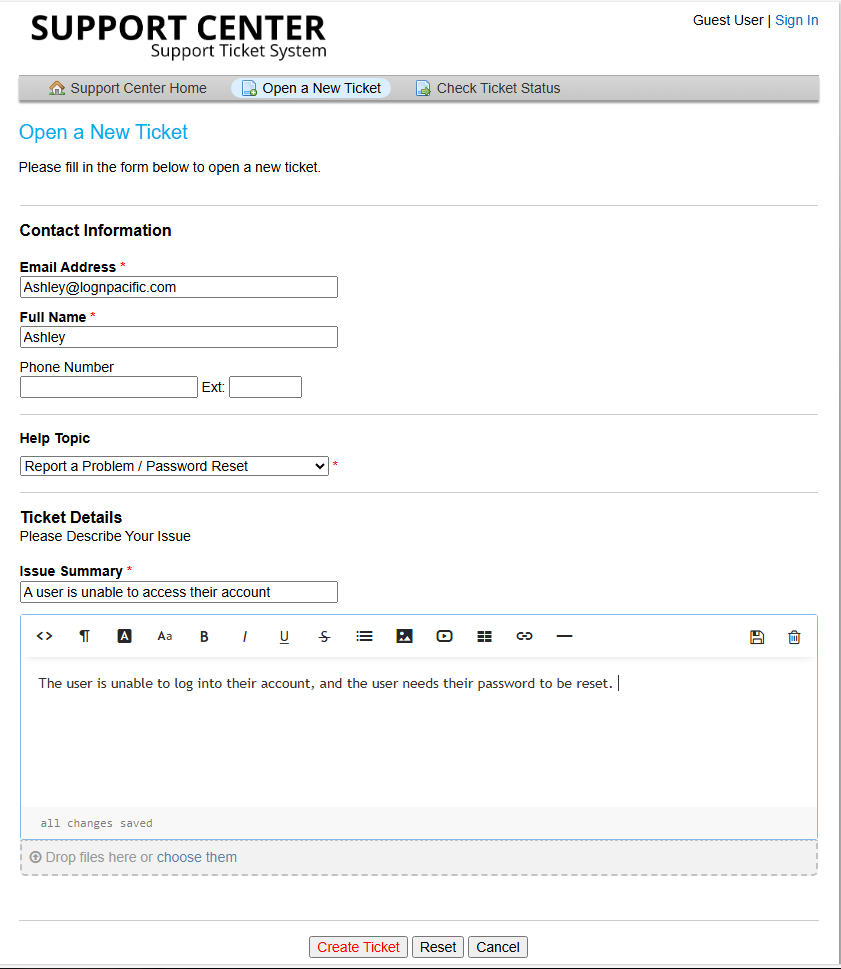 SUPPORT CENTER
Support Ticket System
Guest User | Sign In
Support Center Home Open a New Ticket Check Ticket Status
Open a New Ticket
Please fill in the form below to open a new ticket.
Contact Information
Email Address *
Ashley@lognpacific.com
Full Name *
Ashley
Phone Number
Ext:
Help Topic
Report a Problem / Password Reset *
Ticket Details
Please Describe Your Issue
Issue Summary *
A user is unable to access their account
<> ¶ A Aa B I U S
The user is unable to log into their account, and the user needs their password to be reset.
all changes saved
Drop files here or choose them
Create Ticket Reset Cancel